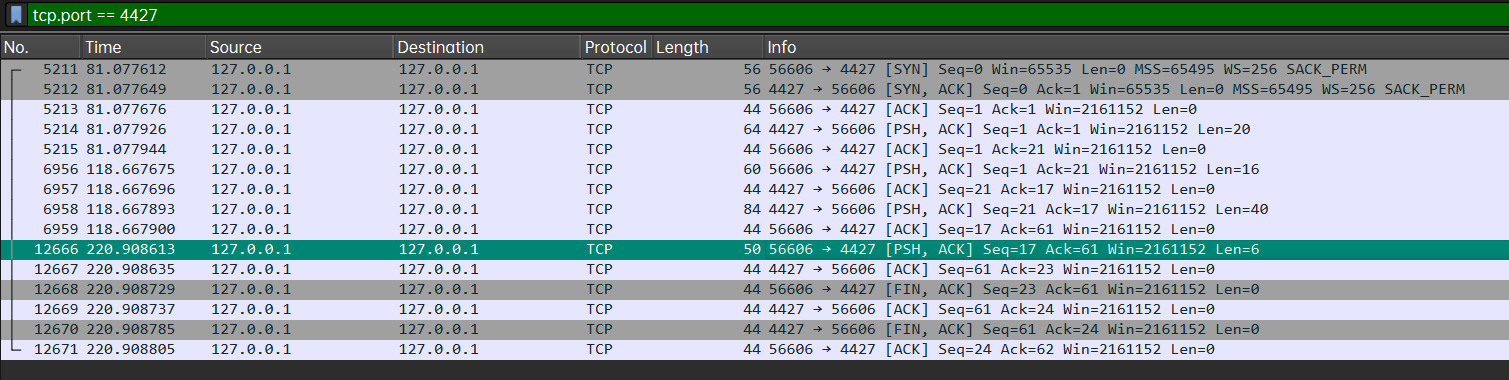 tcp.port == 4427
No. Time Source Destination Protocol Length Info
5211 81.077612 127.0.0.1 127.0.0.1 TCP 56 56606 → 4427 [SYN] Seq=0 Win=65535 Len=0 MSS=65495 WS=256 SACK_PERM
5212 81.077649 127.0.0.1 127.0.0.1 TCP 56 4427 → 56606 [SYN, ACK] Seq=0 Ack=1 Win=65535 Len=0 MSS=65495 WS=256 SACK_PERM
5213 81.077676 127.0.0.1 127.0.0.1 TCP 44 56606 → 4427 [ACK] Seq=1 Ack=1 Win=2161152 Len=0
5214 81.077926 127.0.0.1 127.0.0.1 TCP 64 4427 → 56606 [PSH, ACK] Seq=1 Ack=1 Win=2161152 Len=20
5215 81.077944 127.0.0.1 127.0.0.1 TCP 44 56606 → 4427 [ACK] Seq=1 Ack=21 Win=2161152 Len=0
6956 118.667675 127.0.0.1 127.0.0.1 TCP 60 56606 → 4427 [PSH, ACK] Seq=1 Ack=21 Win=2161152 Len=16
6957 118.667696 127.0.0.1 127.0.0.1 TCP 44 4427 → 56606 [ACK] Seq=21 Ack=17 Win=2161152 Len=0
6958 118.667893 127.0.0.1 127.0.0.1 TCP 84 4427 → 56606 [PSH, ACK] Seq=21 Ack=17 Win=2161152 Len=40
6959 118.667900 127.0.0.1 127.0.0.1 TCP 44 56606 → 4427 [ACK] Seq=17 Ack=61 Win=2161152 Len=0
12666 220.908613 127.0.0.1 127.0.0.1 TCP 50 56606 → 4427 [PSH, ACK] Seq=17 Ack=61 Win=2161152 Len=6
12667 220.908635 127.0.0.1 127.0.0.1 TCP 44 4427 → 56606 [ACK] Seq=61 Ack=23 Win=2161152 Len=0
12668 220.908729 127.0.0.1 127.0.0.1 TCP 44 56606 → 4427 [FIN, ACK] Seq=23 Ack=61 Win=2161152 Len=0
12669 220.908737 127.0.0.1 127.0.0.1 TCP 44 4427 → 56606 [ACK] Seq=61 Ack=24 Win=2161152 Len=0
12670 220.908785 127.0.0.1 127.0.0.1 TCP 44 4427 → 56606 [FIN, ACK] Seq=61 Ack=24 Win=2161152 Len=0
12671 220.908805 127.0.0.1 127.0.0.1 TCP 44 56606 → 4427 [ACK] Seq=24 Ack=62 Win=2161152 Len=0